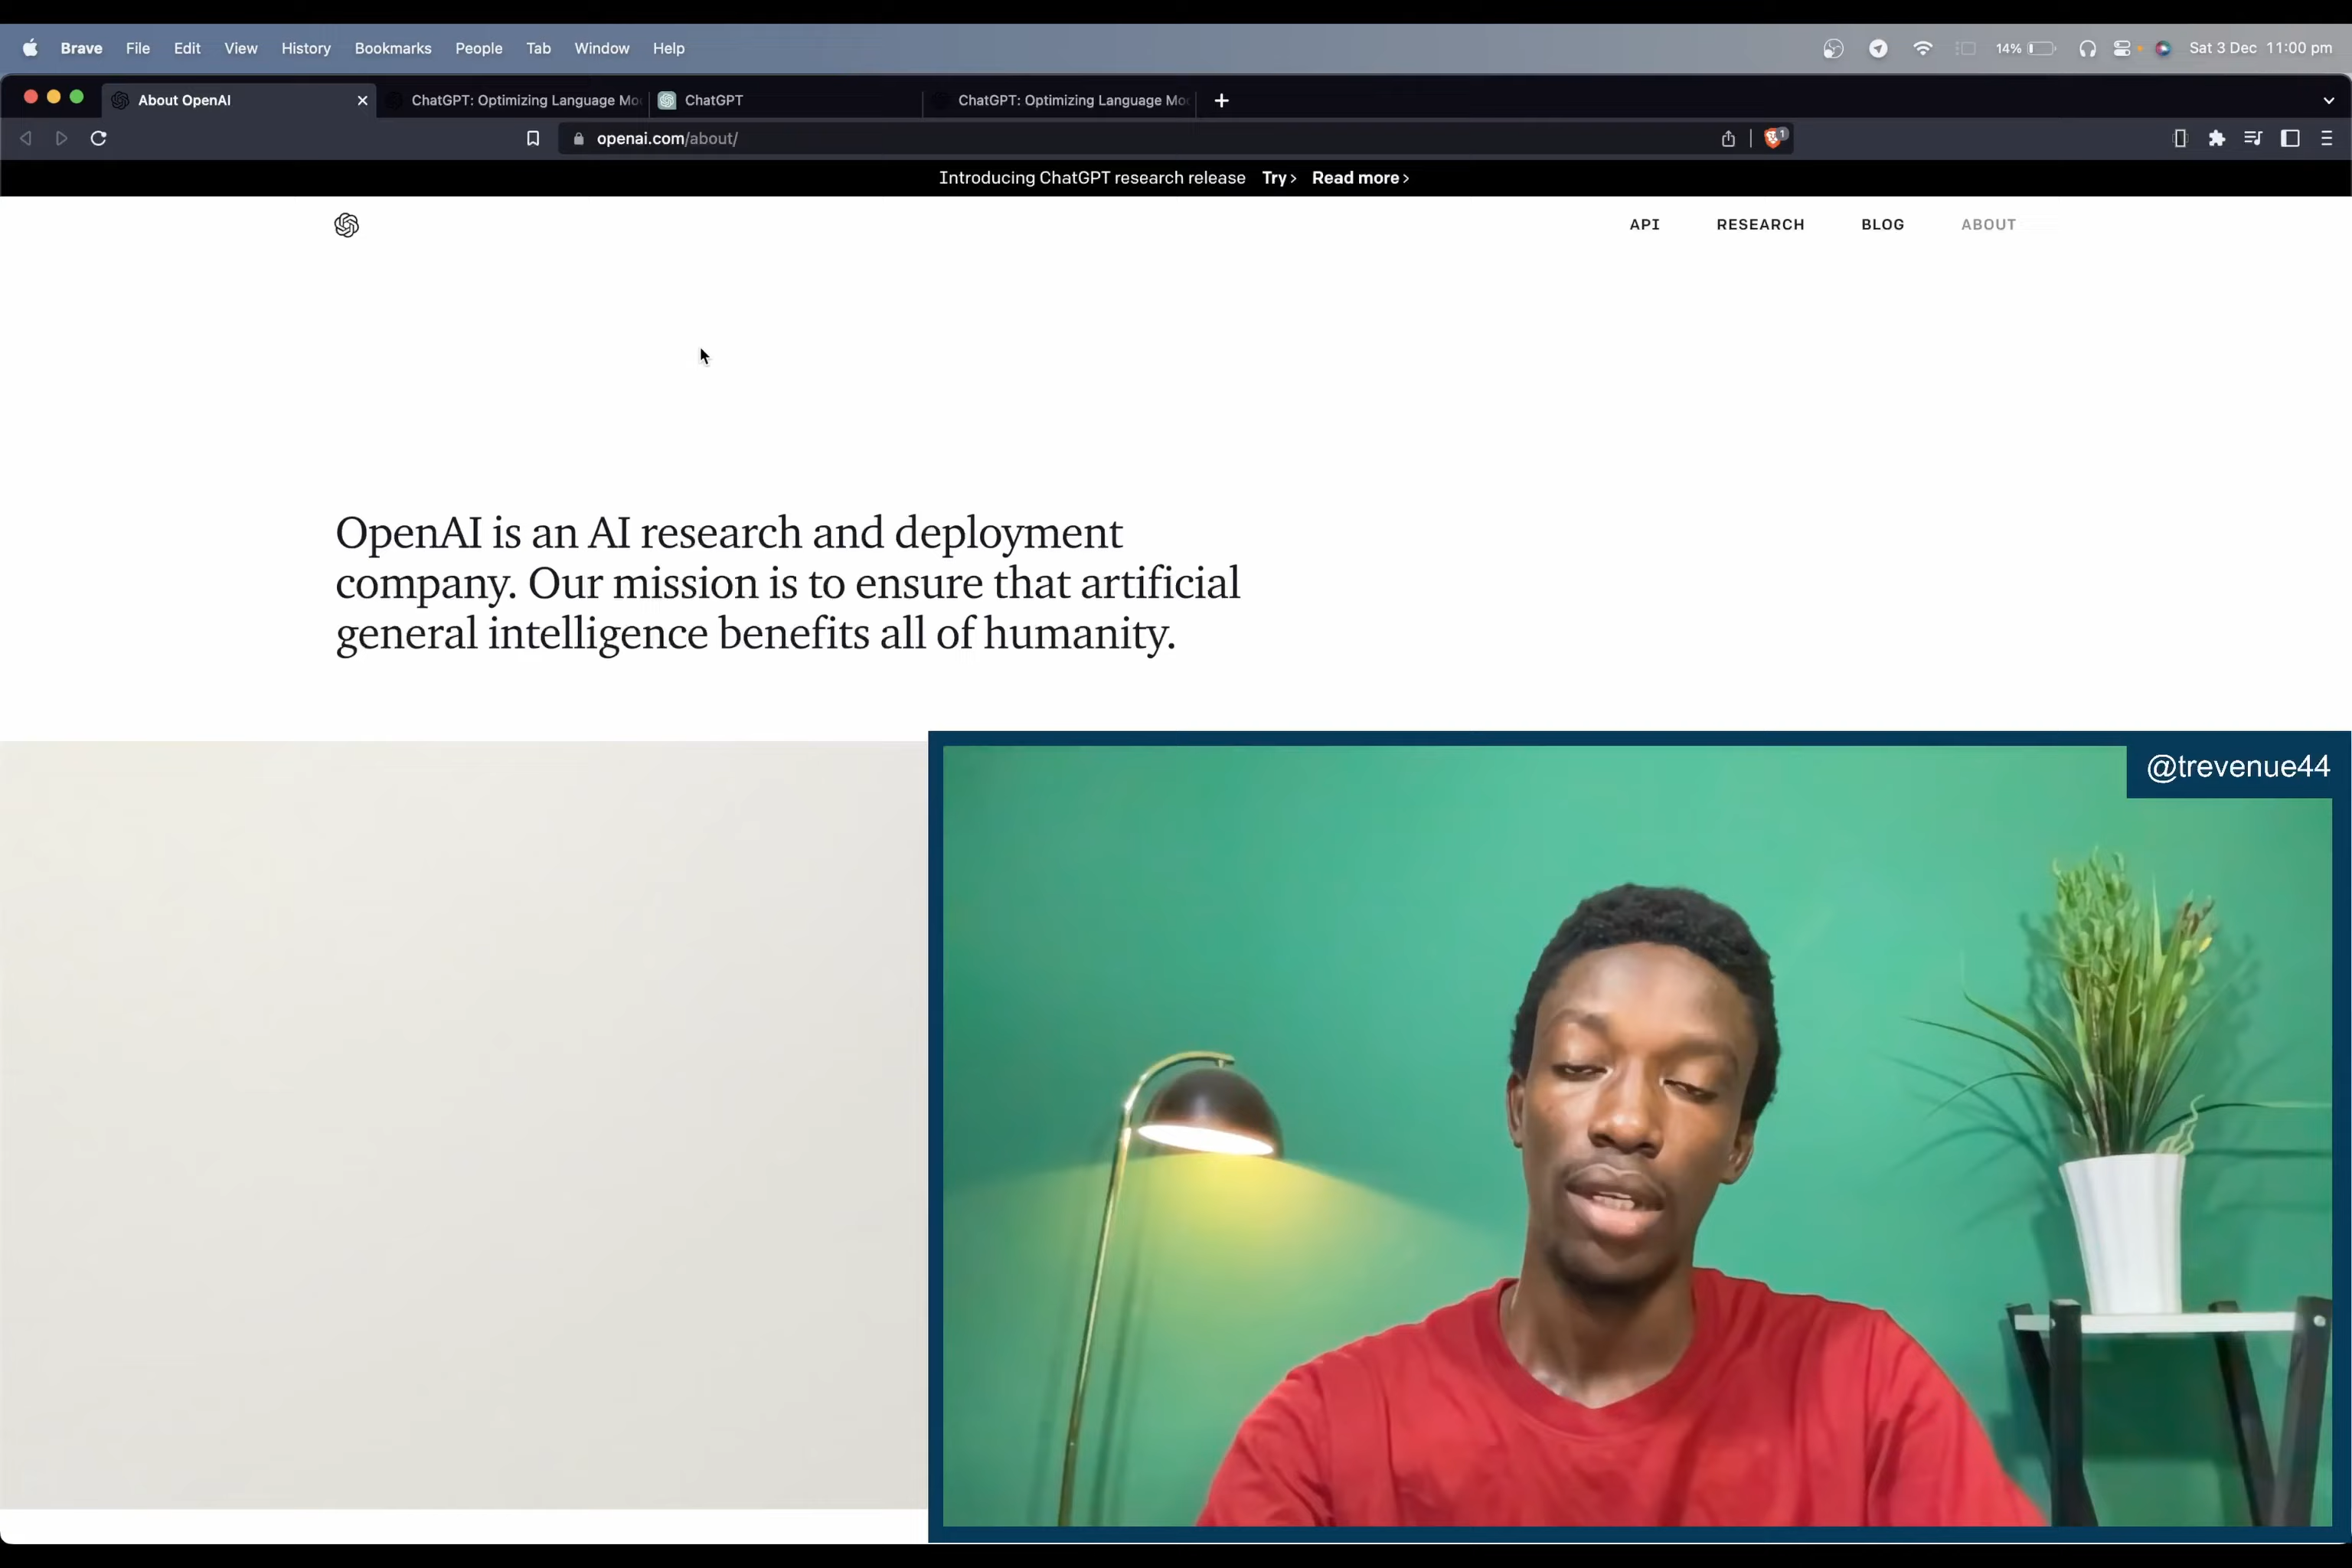 Brave File Edit View History Bookmarks People Tab Window Help 14% Sat 3 Dec 11:00 pm
About OpenAI ChatGPT: Optimizing Language Mo ChatGPT ChatGPT: Optimizing Language Mo
openai.com/about/ 1
Introducing ChatGPT research release Try > Read more >
API RESEARCH BLOG ABOUT
OpenAI is an AI research and deployment
company. Our mission is to ensure that artificial
general intelligence benefits all of humanity.
@trevenue44